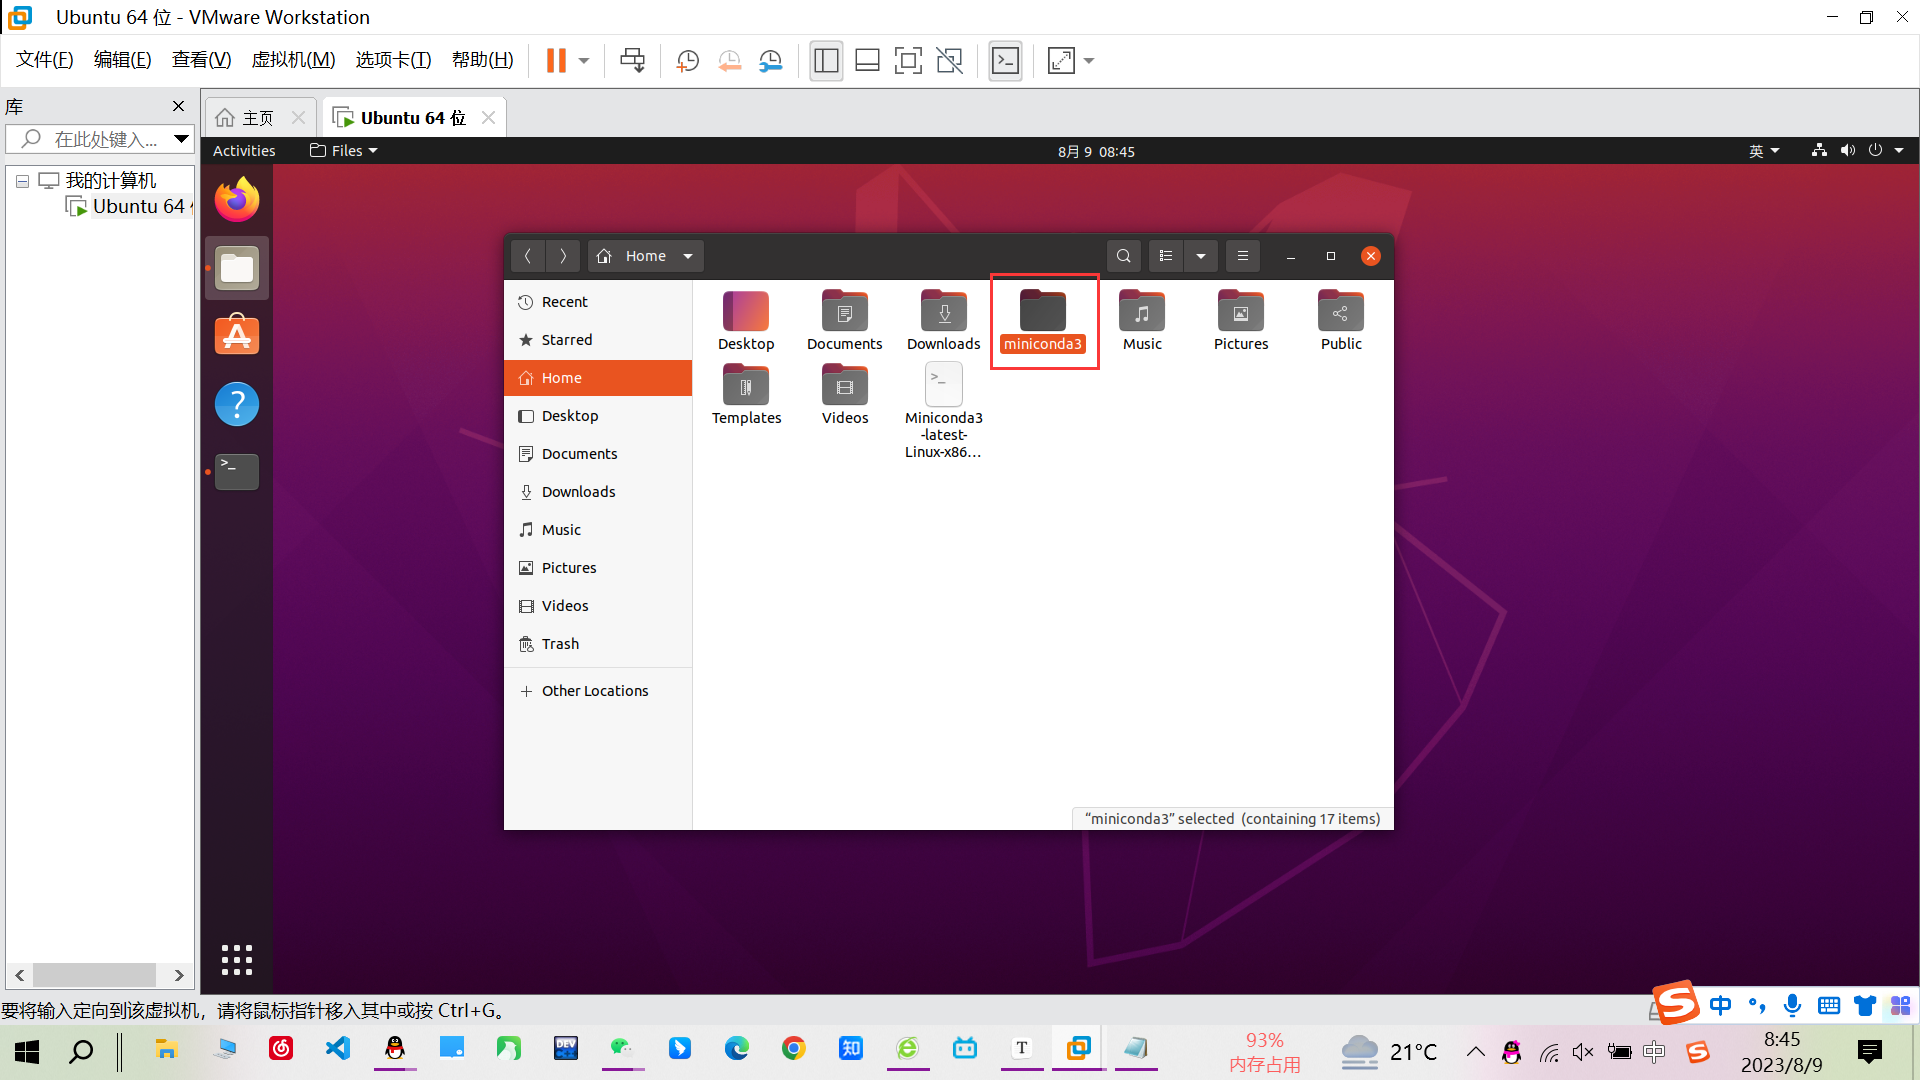 Ubuntu 64 位 - VMware Workstation
文件(F) 编辑(E) 查看(V) 虚拟机(M) 选项卡(T) 帮助(H)
库
主页
Ubuntu 64 位
在此处键入...
Activities Files 8月 9 08:45 英
我的计算机
Ubuntu 64
Home
Recent
Starred
Home
Desktop
Documents
Downloads
Music
Pictures
Videos
Trash
Other Locations
Desktop Documents Downloads miniconda3 Music Pictures Public
Templates Videos Miniconda3
-latest-
Linux-x86...
“miniconda3” selected (containing 17 items)
要将输入定向到该虚拟机，请将鼠标指针移入其中或按 Ctrl+G。
中
DEV
知
T
93%
内存占用
21°C
中
8:45
2023/8/9